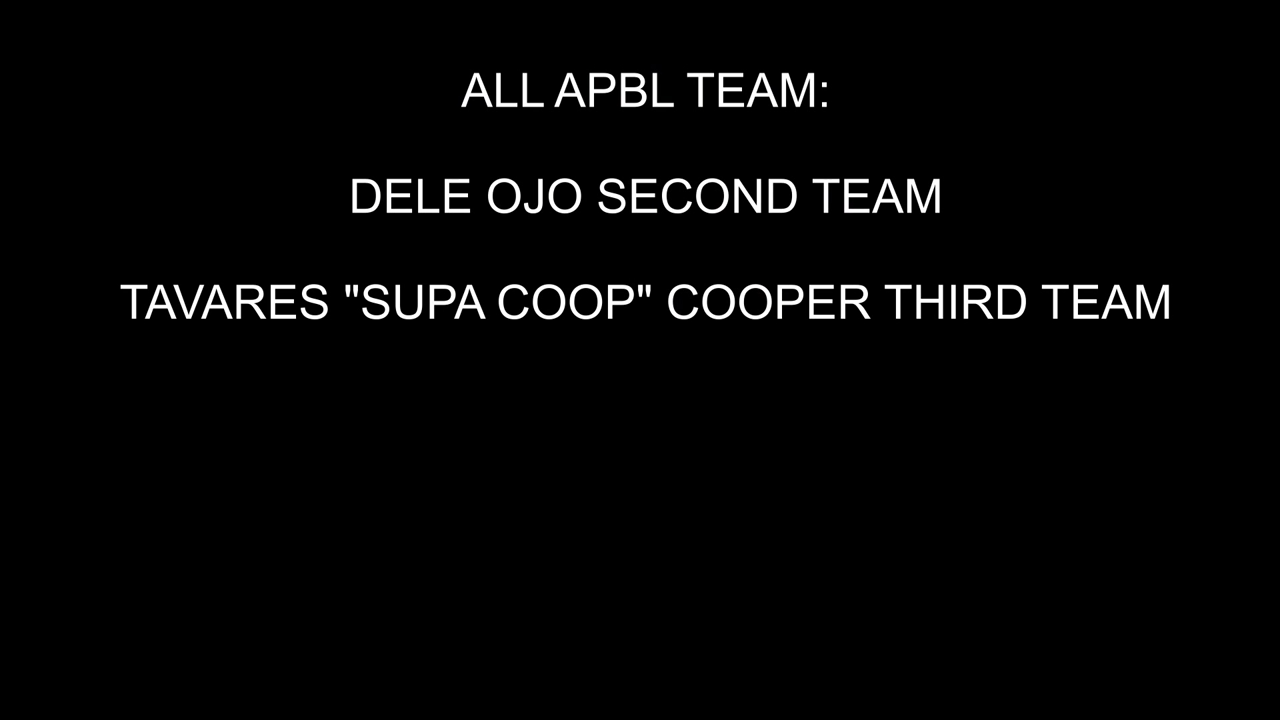 ALL APBL TEAM:
DELE OJO SECOND TEAM
TAVARES "SUPA COOP" COOPER THIRD TEAM